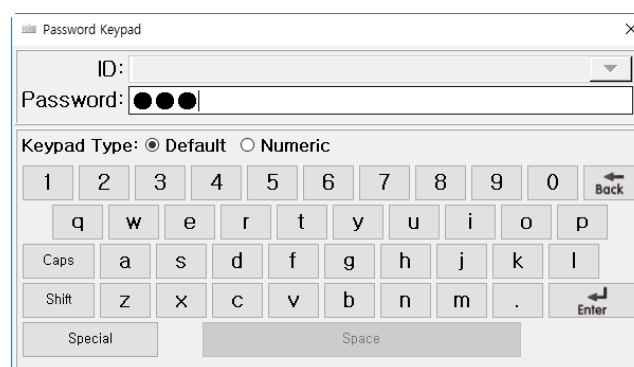 Password Keypad
ID:
Password: ●●●
Keypad Type: Default Numeric
1 2 3 4 5 6 7 8 9 0 Back
q w e r t y u i o p
Caps a s d f g h j k l
Shift z x c v b n m . Enter
Special Space